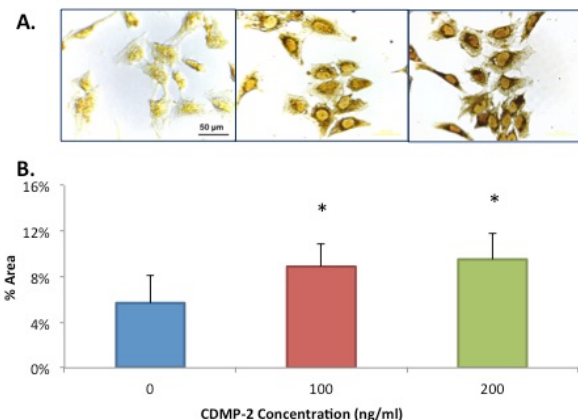 A.
50 µm
B.
16%
12%
8%
4%
0%
% Area
*
*
0
100
200
CDMP-2 Concentration (ng/ml)